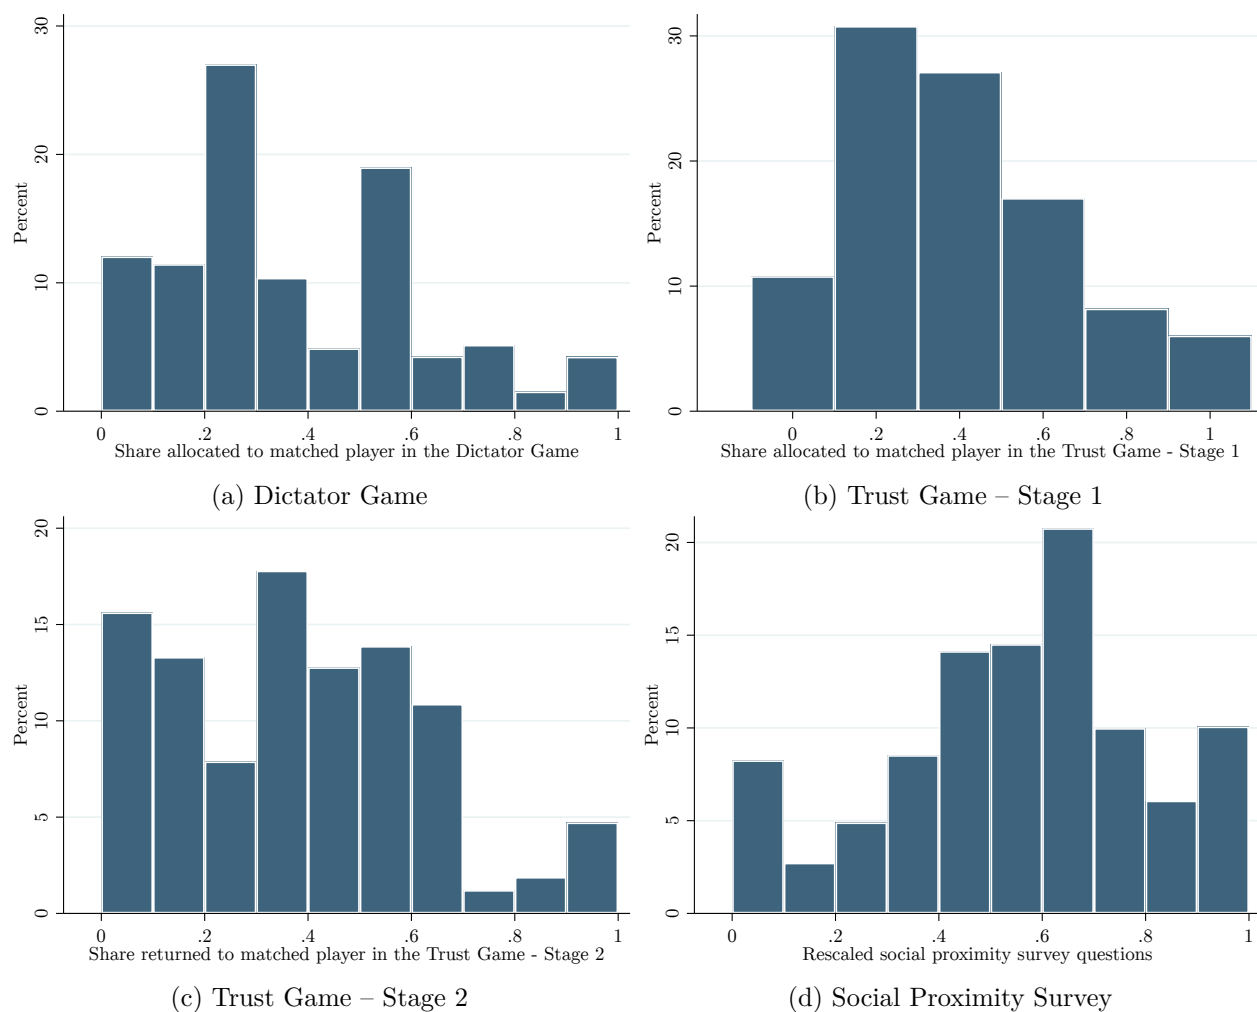 30
20
10
0
Percent
0 .2 .4 .6 .8 1
Share allocated to matched player in the Dictator Game
(a) Dictator Game
30
20
10
0
Percent
0 .2 .4 .6 .8 1
Share allocated to matched player in the Trust Game - Stage 1
(b) Trust Game – Stage 1
20
15
10
5
0
Percent
0 .2 .4 .6 .8 1
Share returned to matched player in the Trust Game - Stage 2
(c) Trust Game – Stage 2
20
15
10
5
0
Percent
0 .2 .4 .6 .8 1
Rescaled social proximity survey questions
(d) Social Proximity Survey